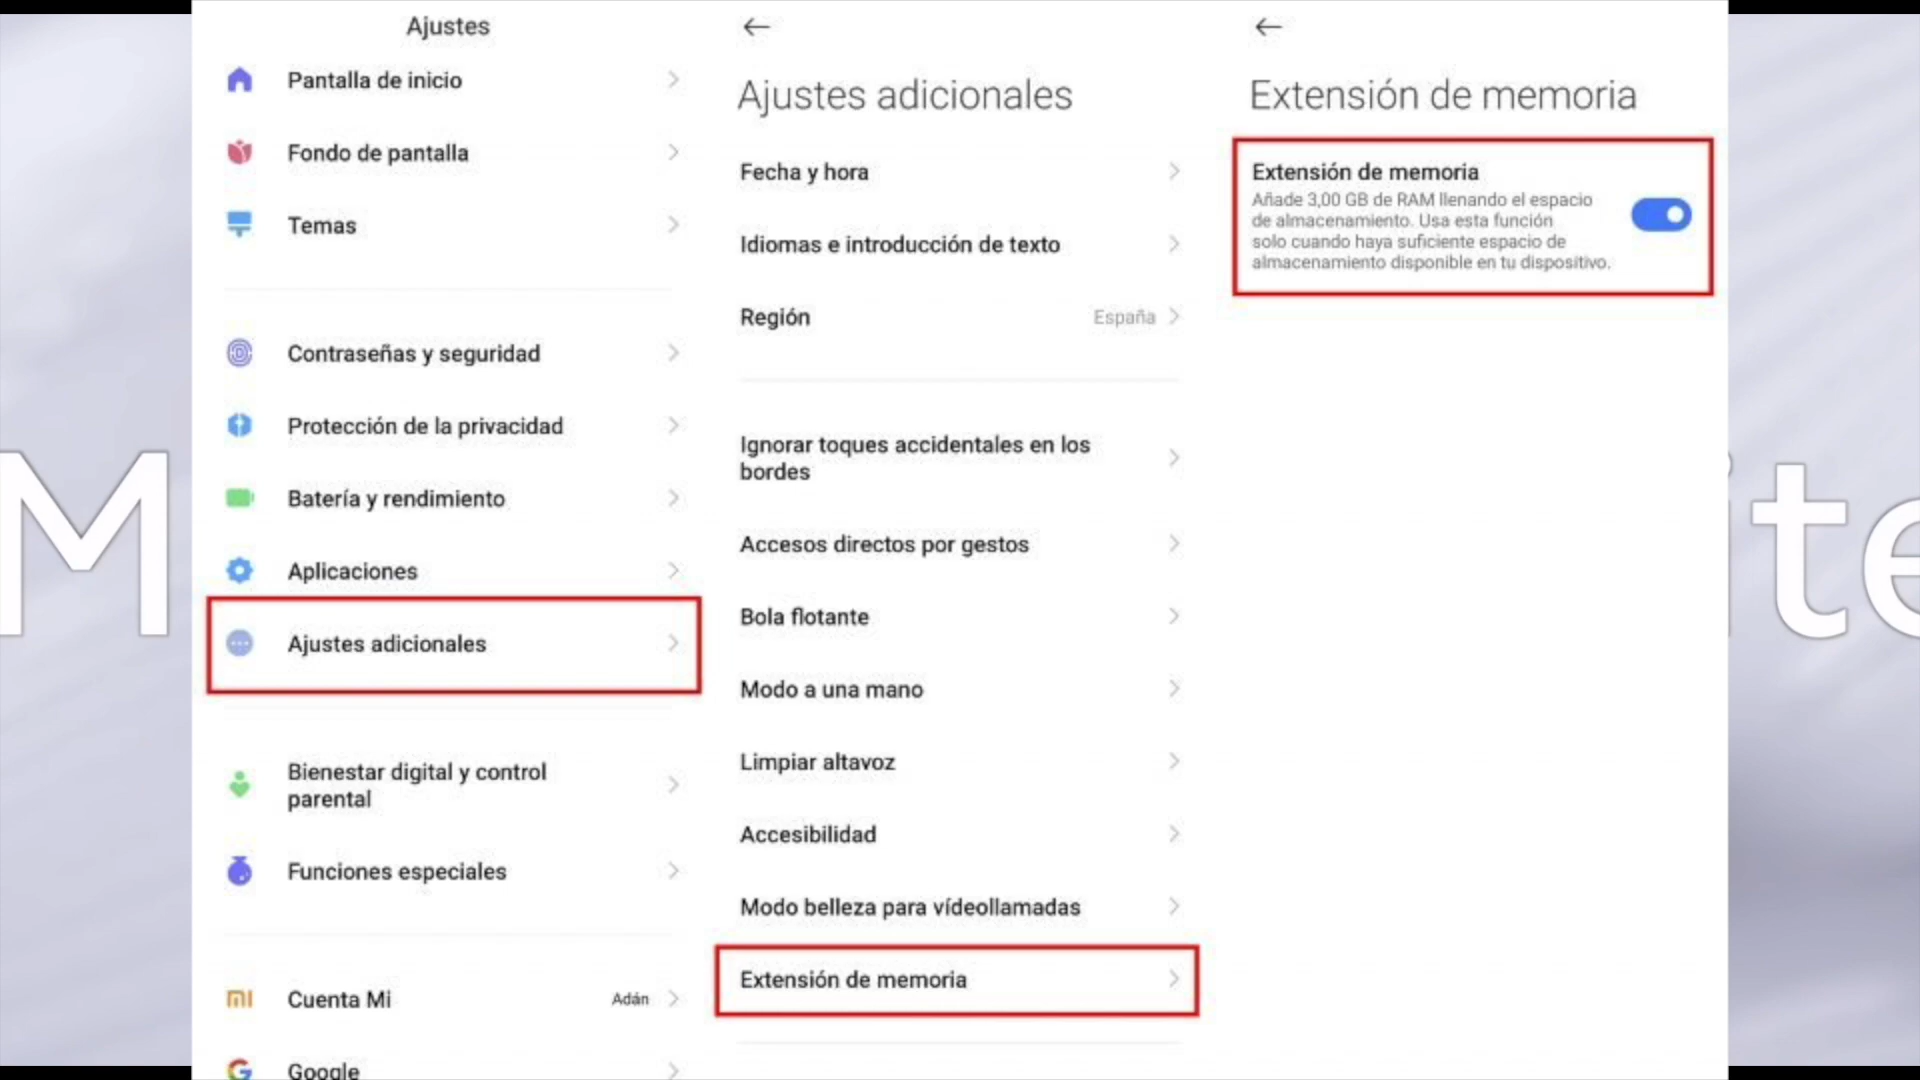 Ajustes
Pantalla de inicio
Fondo de pantalla
Temas
Contraseñas y seguridad
Protección de la privacidad
Batería y rendimiento
Aplicaciones
Ajustes adicionales
Bienestar digital y control
parental
Funciones especiales
Cuenta Mi
Adán
Google
Ajustes adicionales
Fecha y hora
Idiomas e introducción de texto
Región
España
Ignorar toques accidentales en los
bordes
Accesos directos por gestos
Bola flotante
Modo a una mano
Limpiar altavoz
Accesibilidad
Modo belleza para vídeollamadas
Extensión de memoria
Extensión de memoria
Extensión de memoria
Añade 3,00 GB de RAM llenando el espacio
de almacenamiento. Usa esta función
solo cuando haya suficiente espacio de
almacenamiento disponible en tu dispositivo.